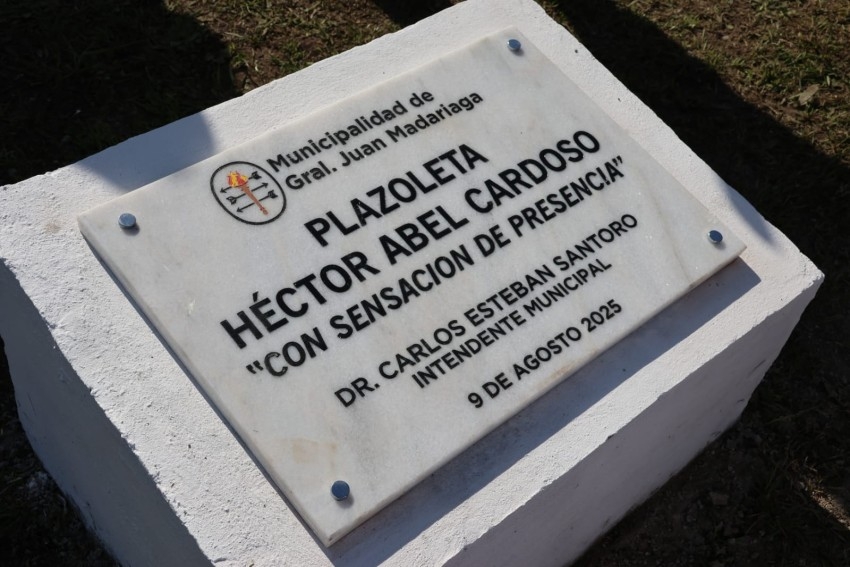 Municipalidad de
Gral. Juan Madariaga
PLAZOLETA
HÉCTOR ABEL CARDOSO
"CON SENSACION DE PRESENCIA"
DR. CARLOS ESTEBAN SANTORO
INTENDENTE MUNICIPAL
9 DE AGOSTO 2025